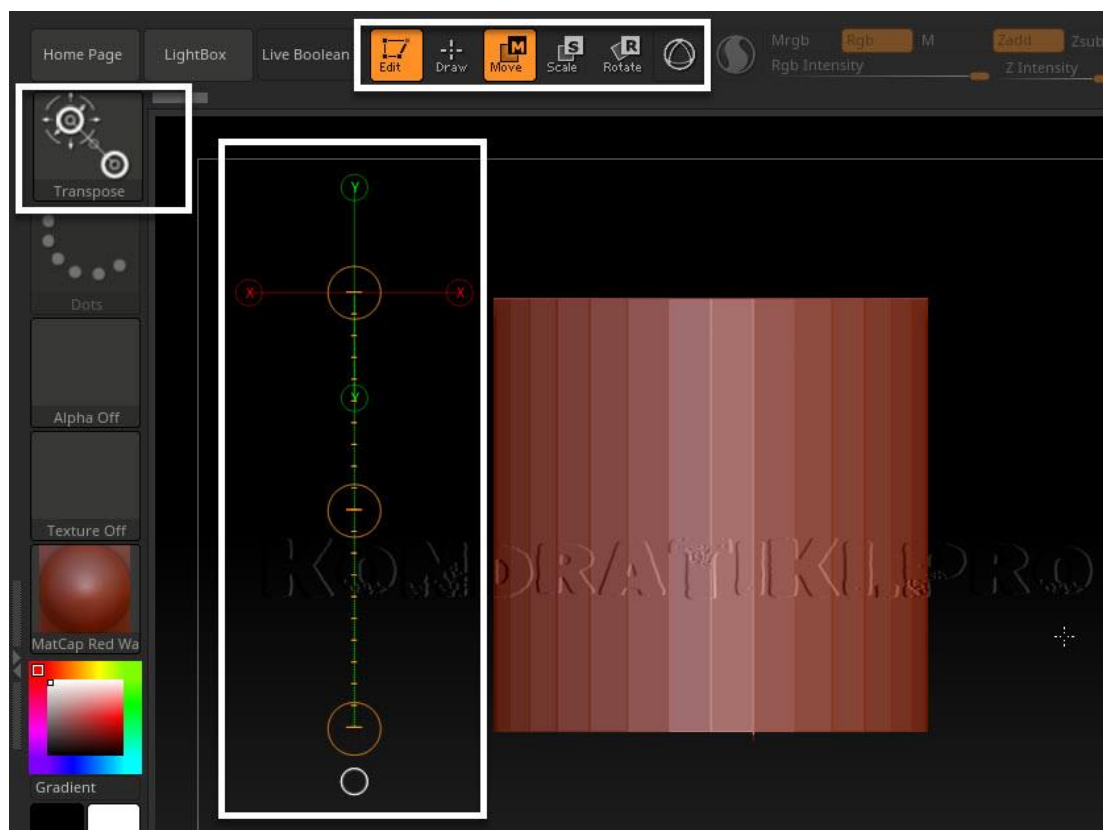 Home Page
LightBox
Live Boolean
Edit
Draw
M
Move
S
Scale
R
Rotate
Mrgb
Rgb
M
Zadd
Zsub
Rgb Intensity
Z Intensity
Transpose
Dots
Alpha Off
Texture Off
MatCap Red Wa
Gradient
Y
X
X
Y
KONDRATIKI.PRO